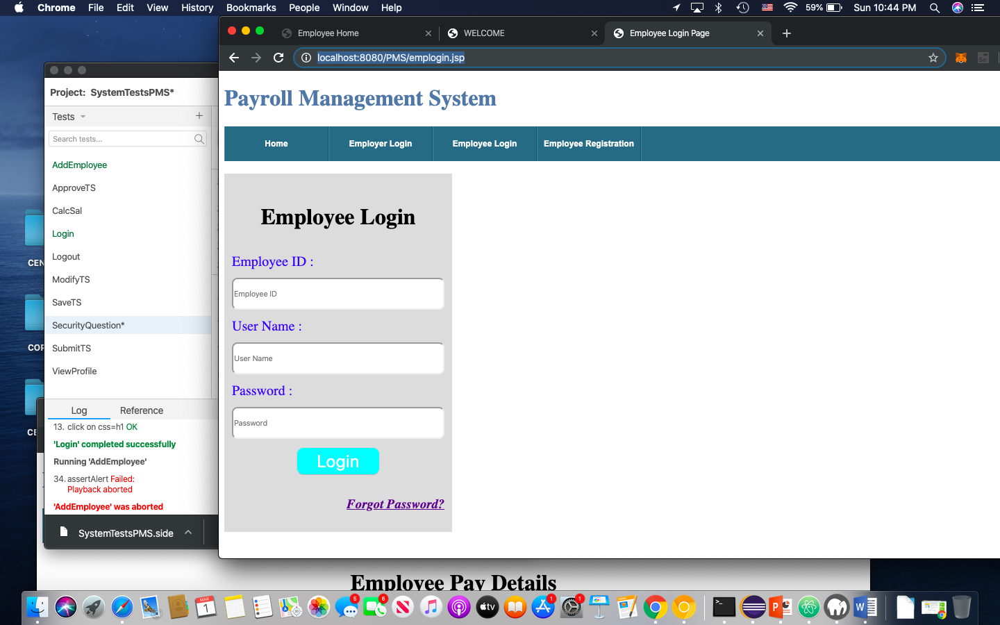 Chrome File Edit View History Bookmarks People Window Help
59% Sun 10:44 PM
Employee Home
WELCOME
Employee Login Page
localhost:8080/PMS/emplogin.jsp
Project: SystemTestsPMS*
Tests
Search tests...
AddEmployee
ApproveTS
CalcSal
Login
Logout
ModifyTS
SaveTS
SecurityQuestion*
SubmitTS
ViewProfile
Log Reference
13. click on css=h1 OK
'Login' completed successfully
Running 'AddEmployee'
34. assertAlert Failed:
Playback aborted
'AddEmployee' was aborted
SystemTestsPMS.side
Payroll Management System
Home Employer Login Employee Login Employee Registration
Employee Login
Employee ID :
Employee ID
User Name :
User Name
Password :
Password
Login
Forgot Password?
CEN
COF
CE
Employee Pay Details
MAR
1
5
6
tv
1
1